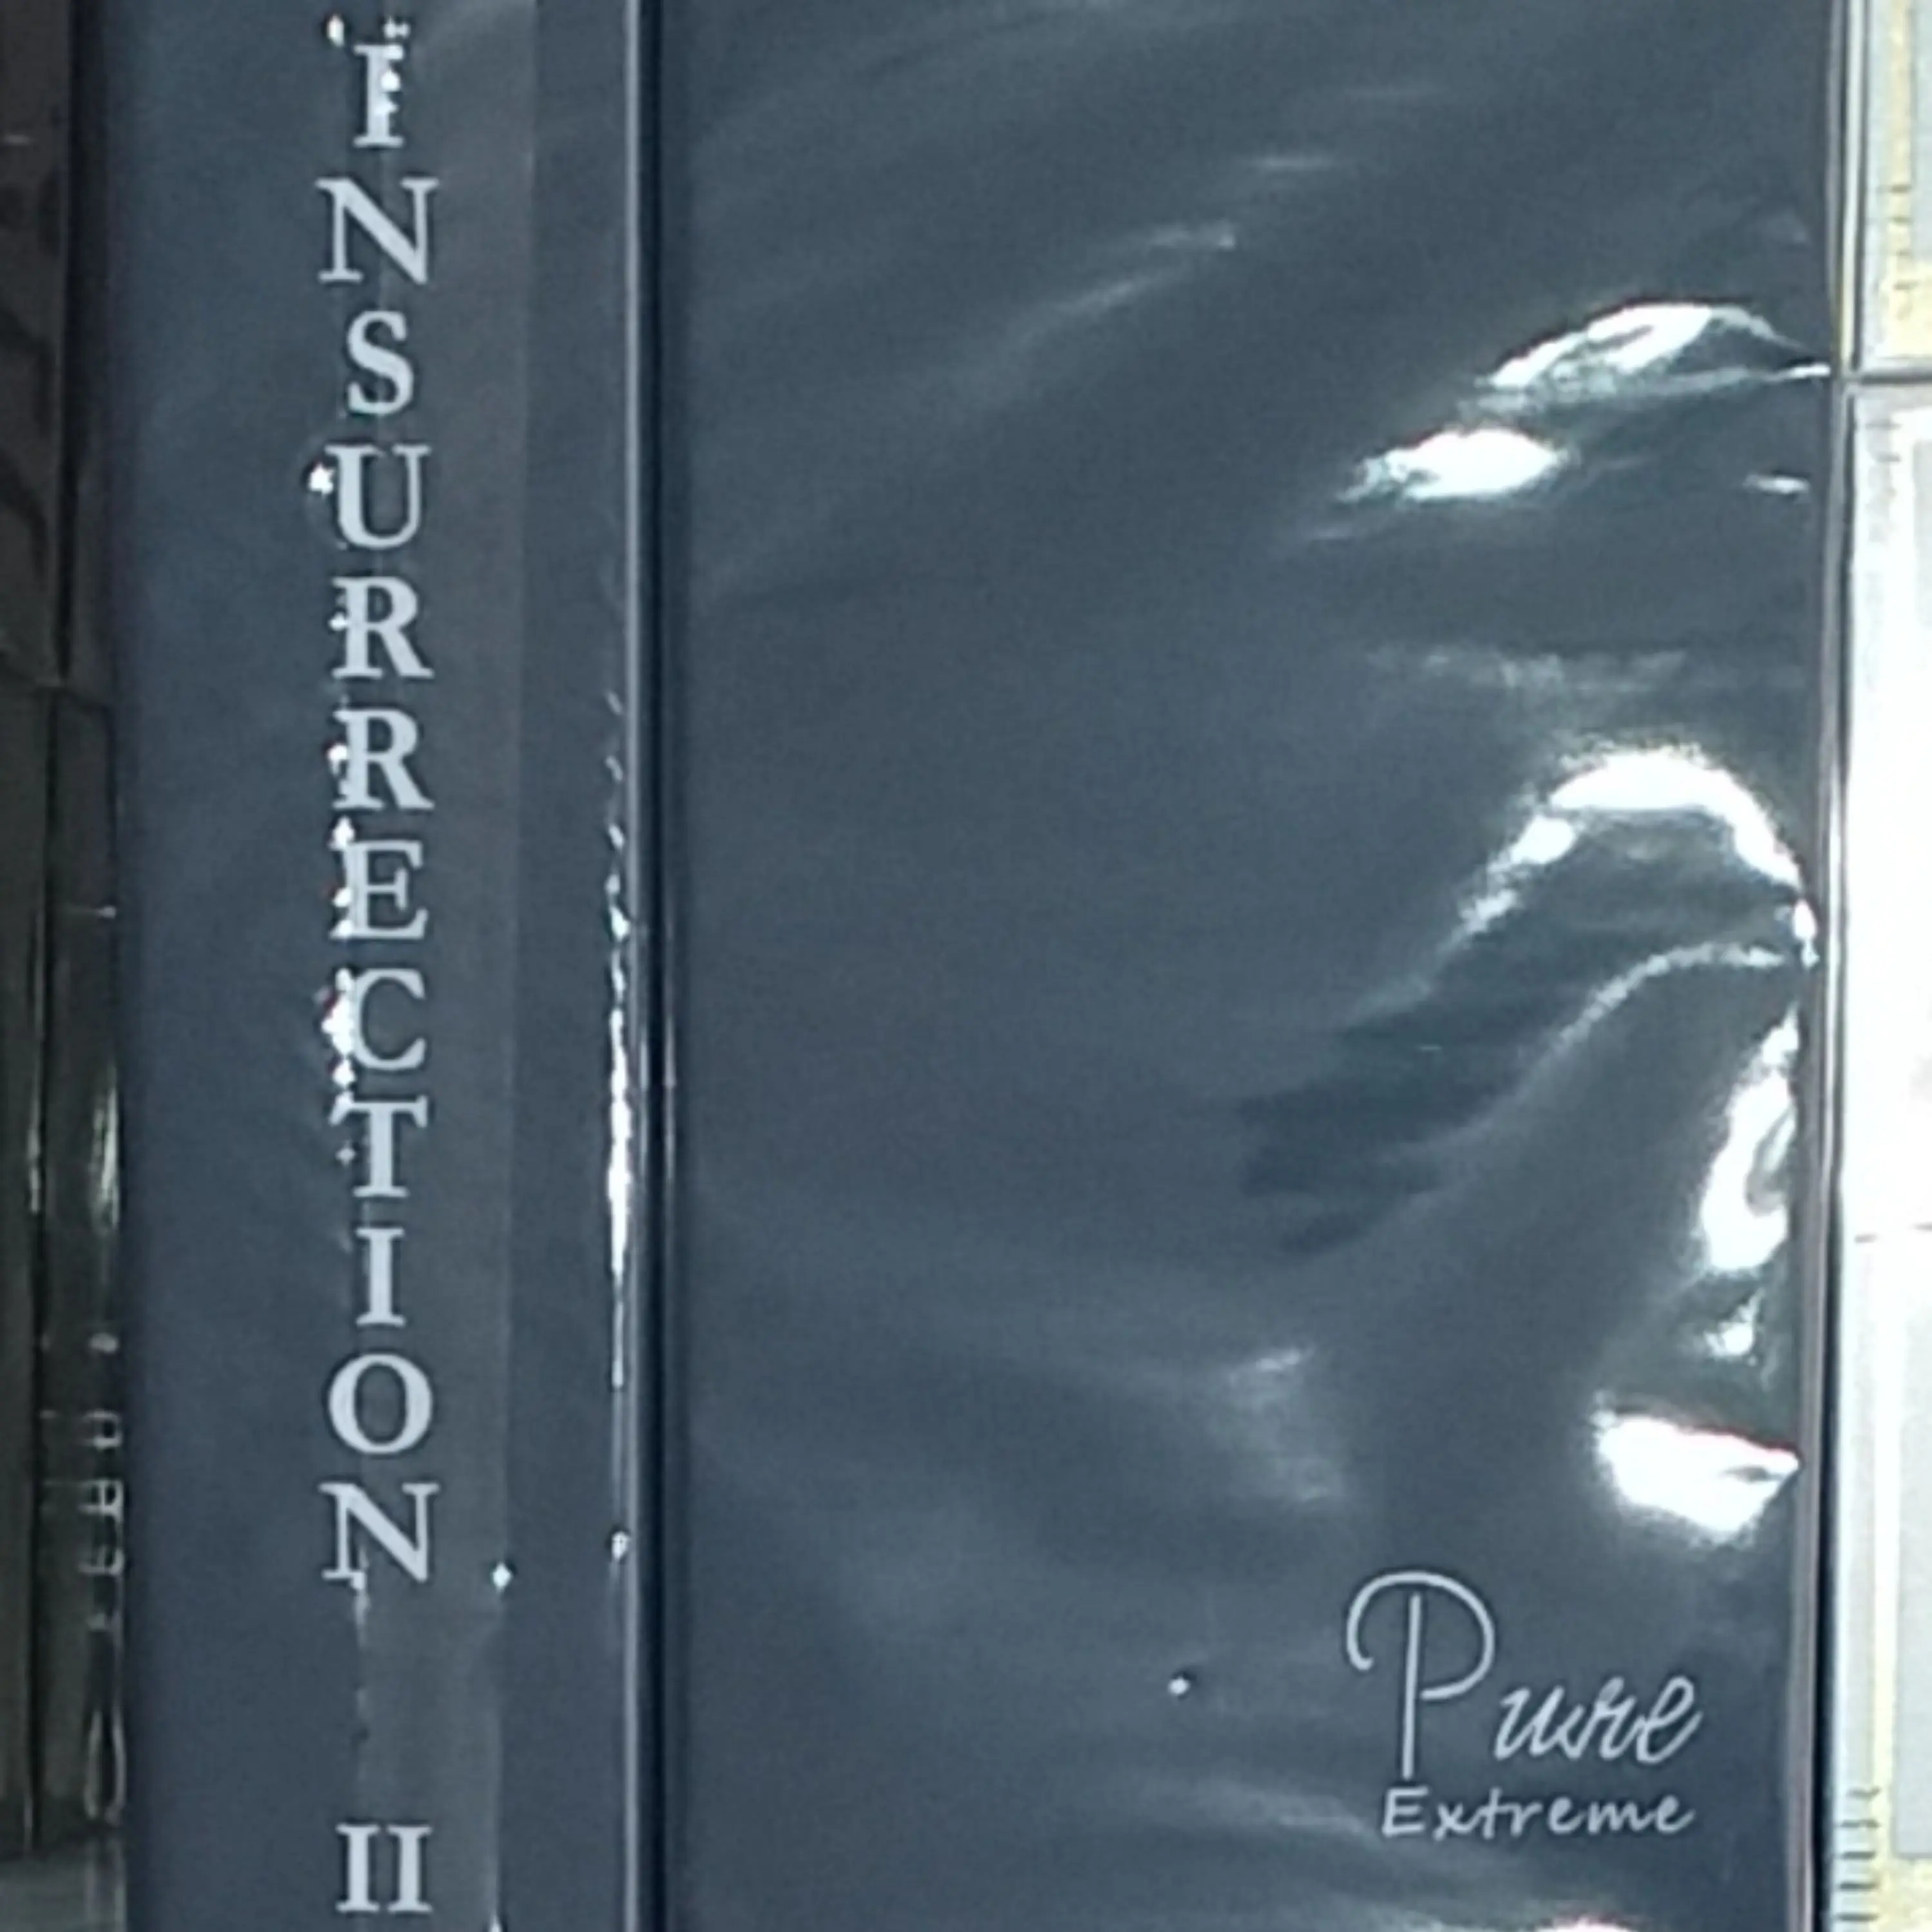 INSURRECTION
II
Pure
Extreme